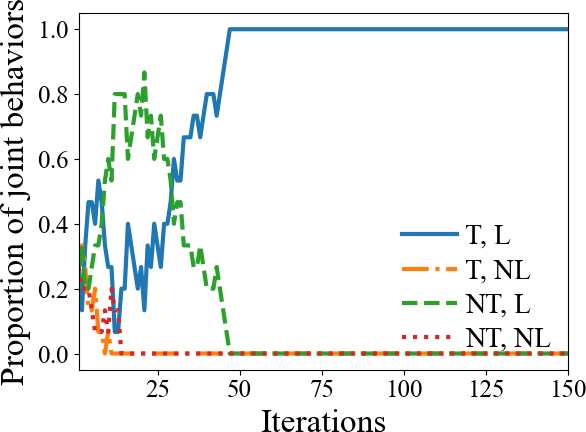 Proportion of joint behaviors
1.0
0.8
0.6
0.4
0.2
0.0
T, L
T, NL
NT, L
NT, NL
25 50 75 100 125 150
Iterations